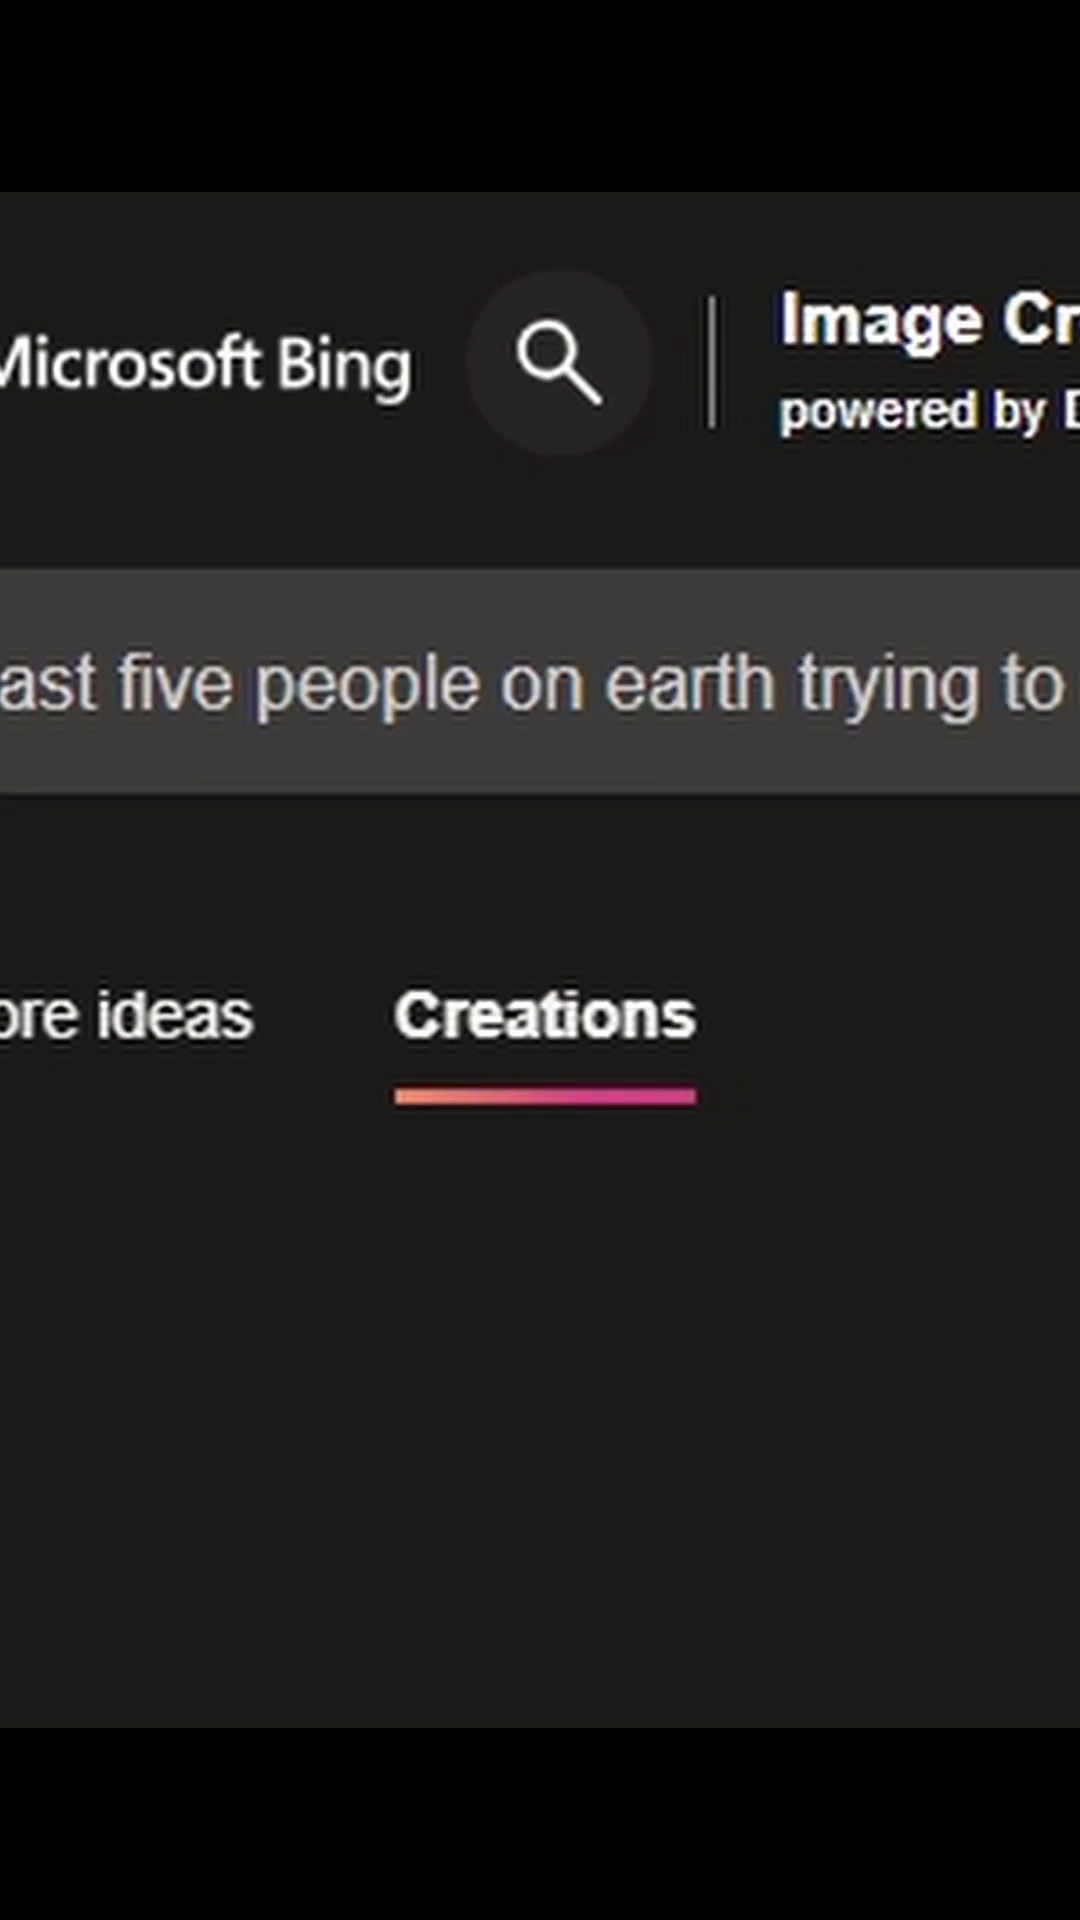 Microsoft Bing
Image Cr
powered by
ast five people on earth trying to
ore ideas
Creations